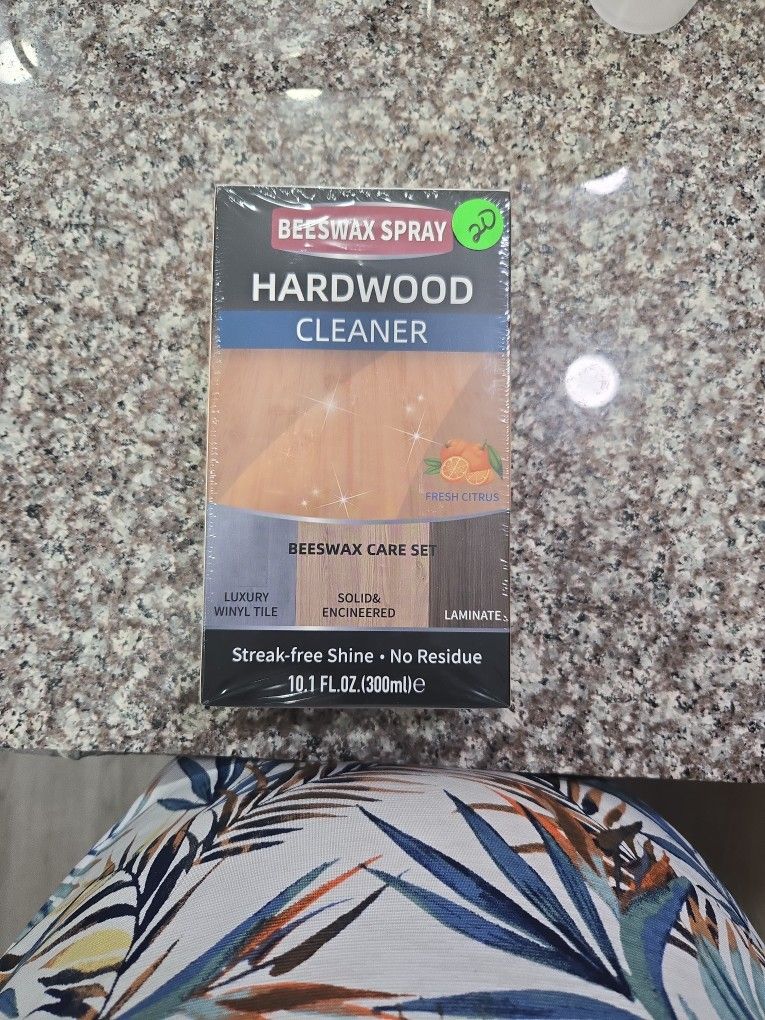 BEESWAX SPRAY
20
HARDWOOD
CLEANER
FRESH CITRUS
BEESWAX CARE SET
LUXURY
WINYL TILE
SOLID&
ENCINEERED
LAMINATE
Streak-free Shine • No Residue
10.1 FL.OZ.(300ml)℮